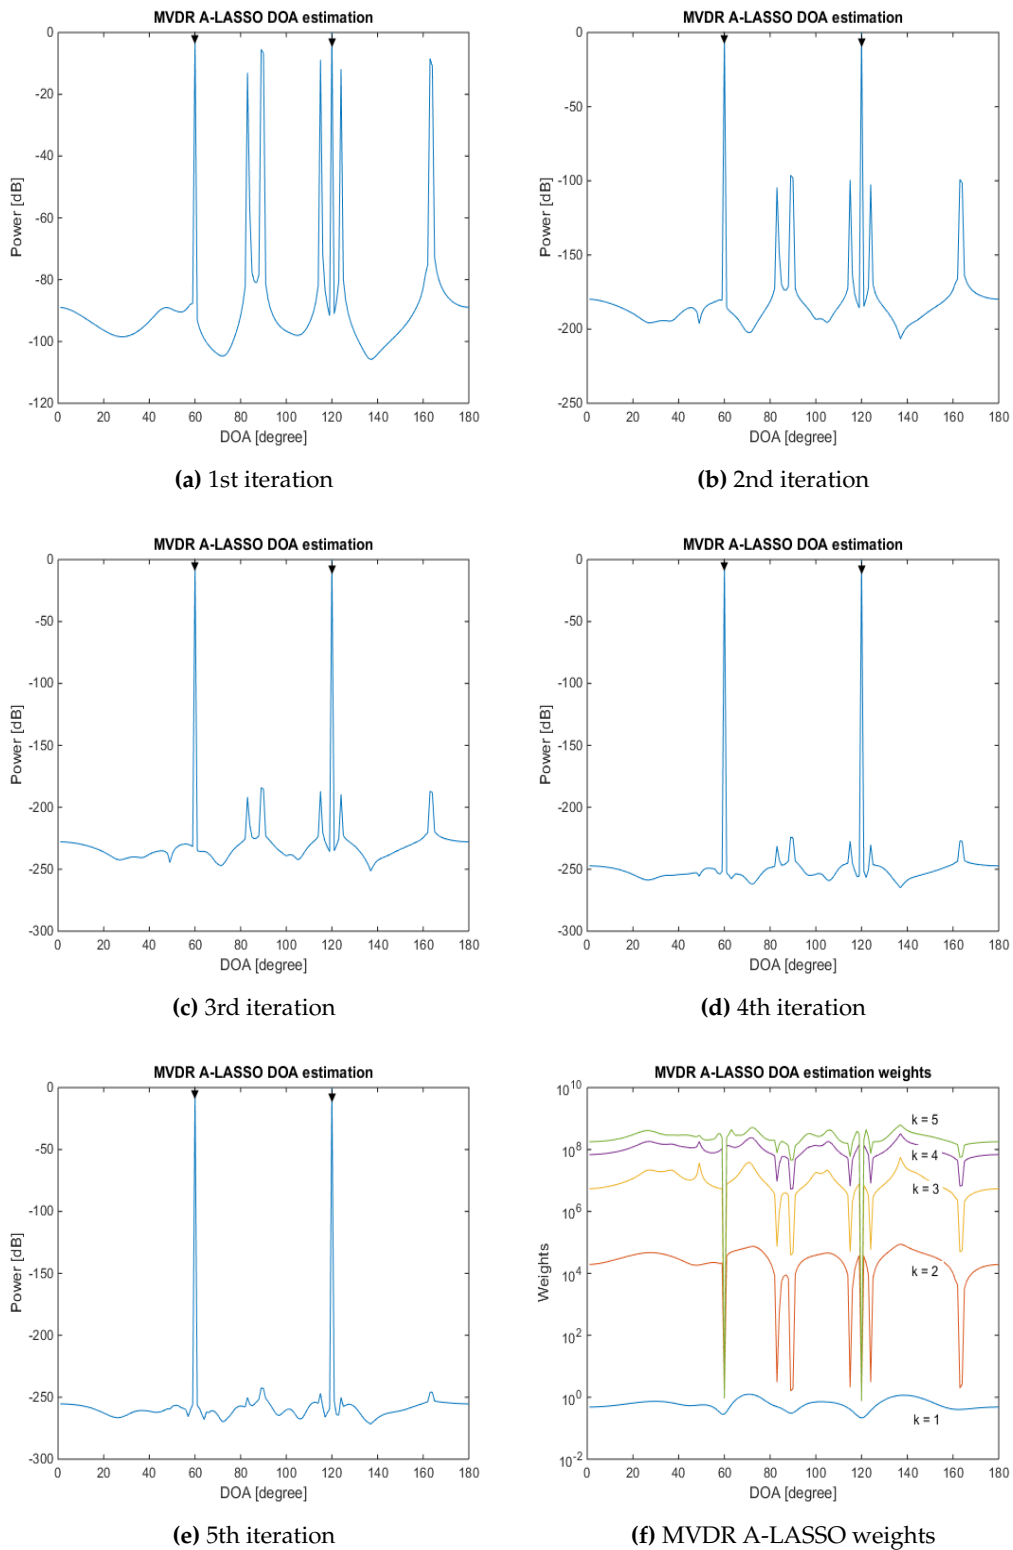 MVDR A-LASSO DOA estimation
0
-20
-40
-60
-80
-100
-120
Power [dB]
0 20 40 60 80 100 120 140 160 180
DOA [degree]
(a) 1st iteration
MVDR A-LASSO DOA estimation
0
-50
-100
-150
-200
-250
Power [dB]
0 20 40 60 80 100 120 140 160 180
DOA [degree]
(b) 2nd iteration
MVDR A-LASSO DOA estimation
0
-50
-100
-150
-200
-250
-300
Power [dB]
0 20 40 60 80 100 120 140 160 180
DOA [degree]
(c) 3rd iteration
MVDR A-LASSO DOA estimation
0
-50
-100
-150
-200
-250
-300
Power [dB]
0 20 40 60 80 100 120 140 160 180
DOA [degree]
(d) 4th iteration
MVDR A-LASSO DOA estimation
0
-50
-100
-150
-200
-250
-300
Power [dB]
0 20 40 60 80 100 120 140 160 180
DOA [degree]
(e) 5th iteration
MVDR A-LASSO DOA estimation weights
10^10
10^8
10^6
10^4
10^2
10^0
10^-2
Weights
k = 5
k = 4
k = 3
k = 2
k = 1
0 20 40 60 80 100 120 140 160 180
DOA [degree]
(f) MVDR A-LASSO weights